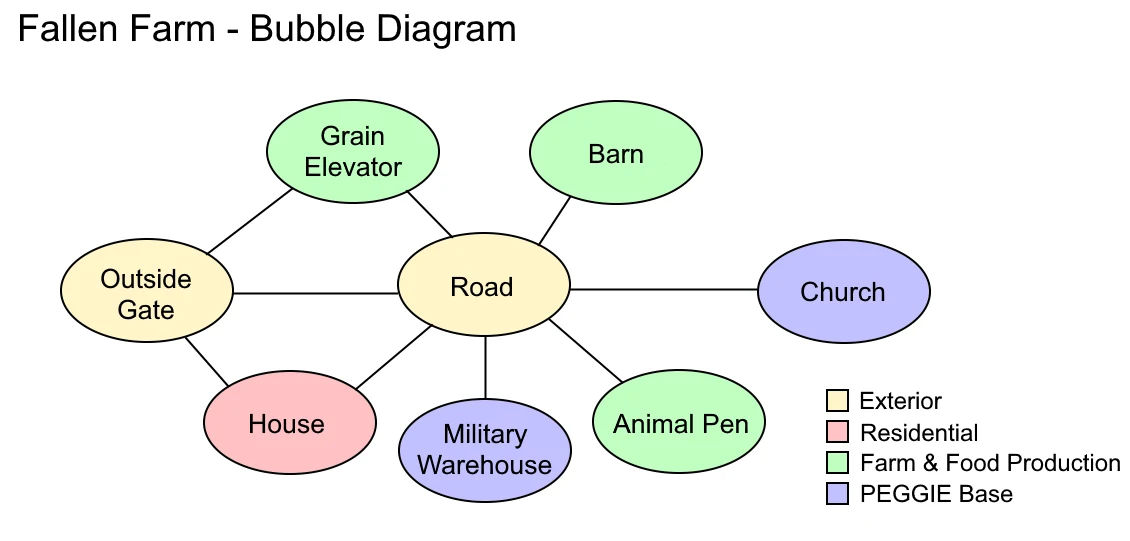 Fallen Farm - Bubble Diagram
Grain
Elevator
Barn
Outside
Gate
Road
Church
House
Military
Warehouse
Animal Pen
Exterior
Residential
Farm & Food Production
PEGGIE Base